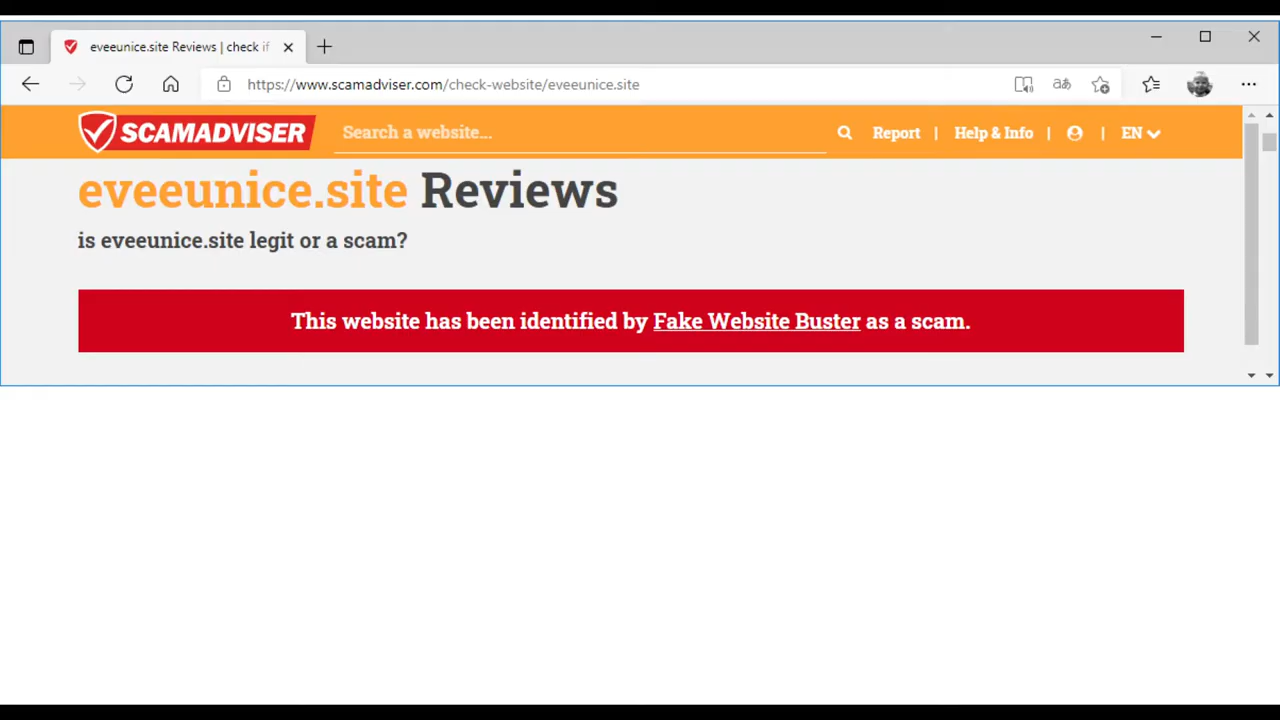 eveeunice.site Reviews | check if
https://www.scamadviser.com/check-website/eveeunice.site
SCAMADVISER
Search a website...
Report | Help & Info | | EN
eveeunice.site Reviews
is eveeunice.site legit or a scam?
This website has been identified by Fake Website Buster as a scam.